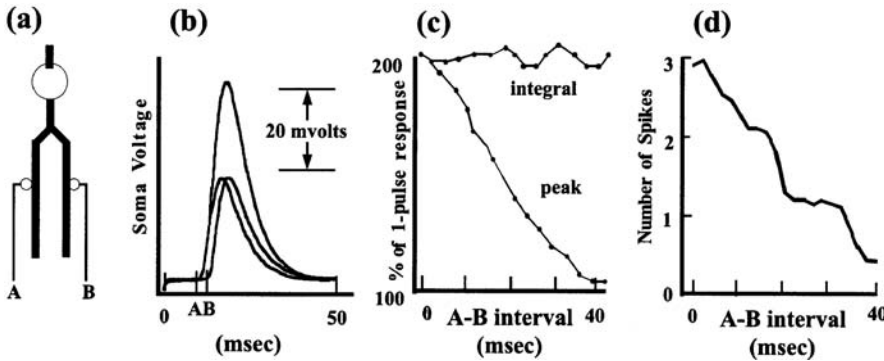 (a)
A
B
(b)
Soma Voltage
20 mvolts
0
AB
50
(msec)
(c)
% of 1-pulse response
200
100
integral
peak
0
A-B interval
40
(msec)
(d)
Number of Spikes
3
2
1
0
0
A-B interval
40
(msec)